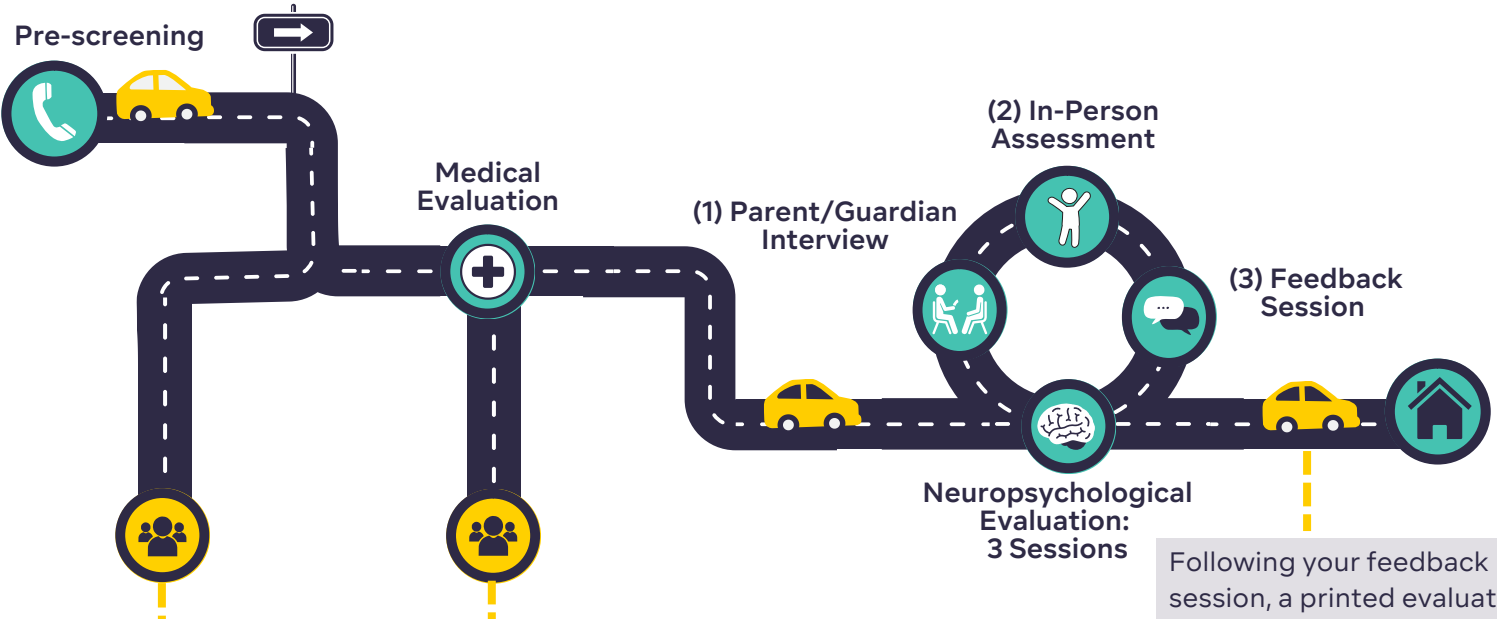 Pre-screening
Medical
Evaluation
(1) Parent/Guardian
Interview
(2) In-Person
Assessment
(3) Feedback
Session
Neuropsychological
Evaluation:
3 Sessions
Following your feedback
session, a printed evaluat